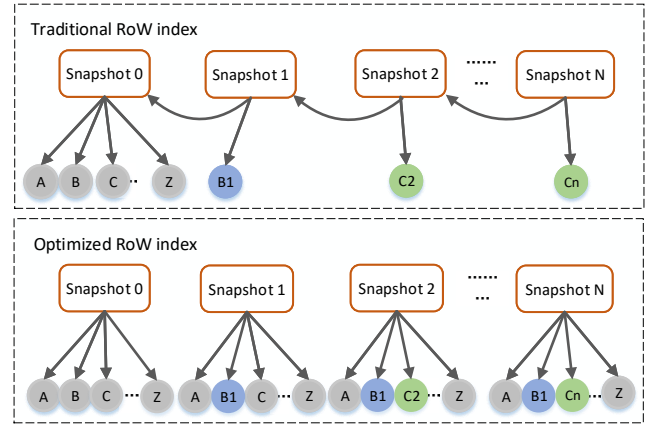 Traditional RoW index
Snapshot 0 Snapshot 1 Snapshot 2 ...... ... Snapshot N
A B C ·· Z B1 C2 Cn
Optimized RoW index
Snapshot 0 Snapshot 1 Snapshot 2 ...... ... Snapshot N
A B C ... Z A B1 C ... Z A B1 C2 ... Z A B1 Cn ... Z